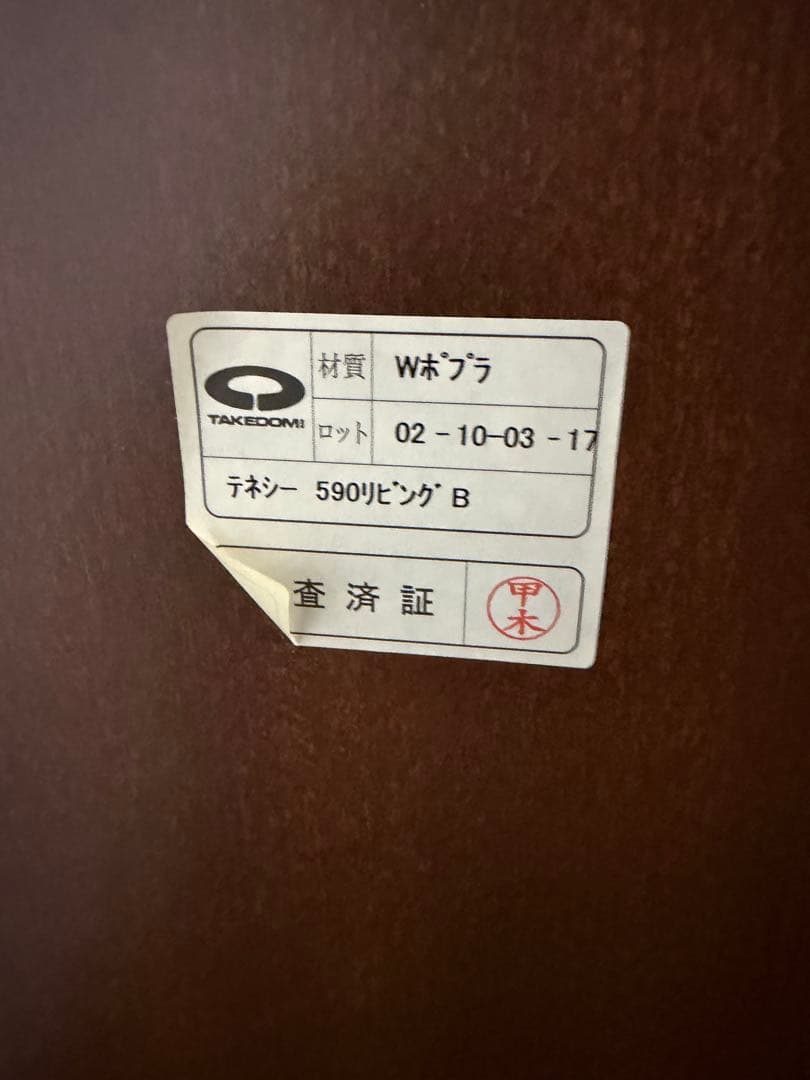 TAKEDOMI
材質 Wポプラ
ロット 02-10-03-17
テネシー 590リビング B
査済証
甲木